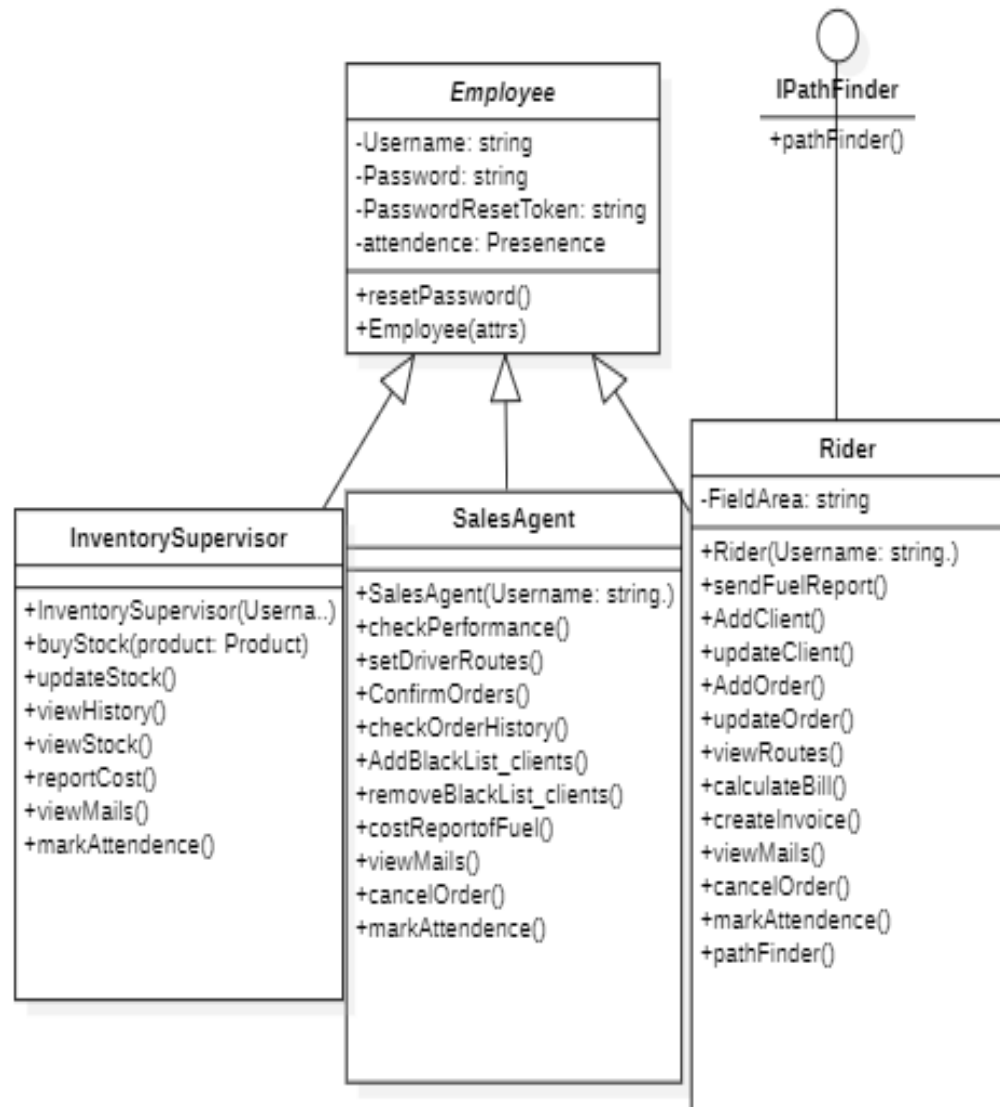 Employee
-Username: string
-Password: string
-PasswordResetToken: string
-attendence: Presenence
+resetPassword()
+Employee(attrs)
IPathFinder
+pathFinder()
InventorySupervisor
+InventorySupervisor(Userna..)
+buyStock(product: Product)
+updateStock()
+viewHistory()
+viewStock()
+reportCost()
+viewMails()
+markAttendence()
SalesAgent
+SalesAgent(Username: string.)
+checkPerformance()
+setDriverRoutes()
+ConfirmOrders()
+checkOrderHistory()
+AddBlackList_clients()
+removeBlackList_clients()
+costReportofFuel()
+viewMails()
+cancelOrder()
+markAttendence()
Rider
-FieldArea: string
+Rider(Username: string.)
+sendFuelReport()
+AddClient()
+updateClient()
+AddOrder()
+updateOrder()
+viewRoutes()
+calculateBill()
+createInvoice()
+viewMails()
+cancelOrder()
+markAttendence()
+pathFinder()